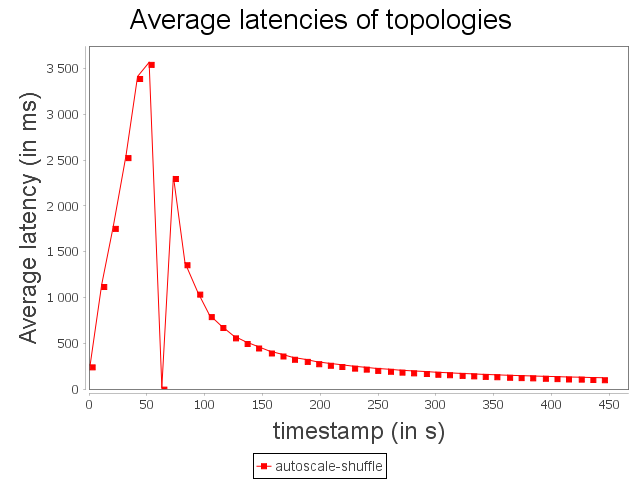 Average latencies of topologies
Average latency (in ms)
3 500
3 000
2 500
2 000
1 500
1 000
500
0
0 50 100 150 200 250 300 350 400 450
timestamp (in s)
autoscale-shuffle